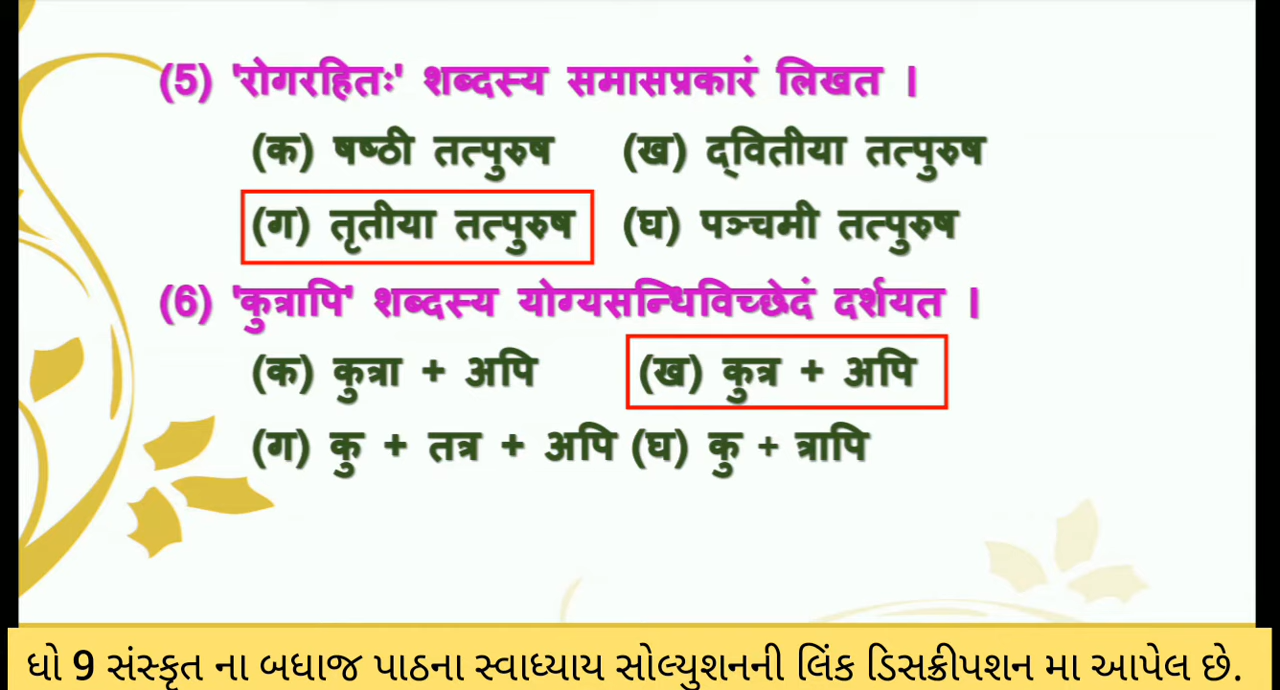 (5) 'रोगरहितः' शब्दस्य समासप्रकारं लिखत ।
(क) षष्ठी तत्पुरुष (ख) द्वितीया तत्पुरुष
(ग) तृतीया तत्पुरुष (घ) पञ्चमी तत्पुरुष
(6) 'कुत्रापि' शब्दस्य योग्यसन्धिविच्छेदं दर्शयत ।
(क) कुत्रा + अपि (ख) कुत्र + अपि
(ग) कु + तत्र + अपि (घ) कु + त्रापि
ધો 9 સંસ્કૃત ના બધાજ પાઠના સ્વાધ્યાય સોલ્યુશનની લિંક ડિસક્રીપશન મા આપેલ છે.